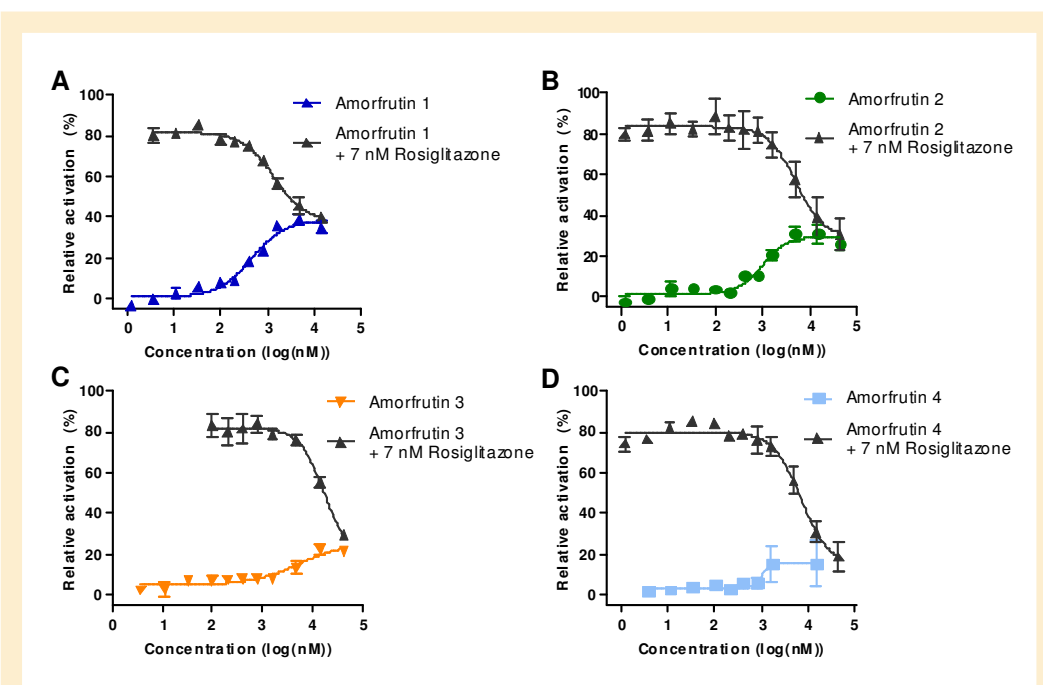 A
Relative activation (%)
100
80
60
40
20
0
0 1 2 3 4 5
Concentration (log(nM))
Amorfrutin 1
Amorfrutin 1
+ 7 nM Rosiglitazone
B
Relative activation (%)
100
80
60
40
20
0
0 1 2 3 4 5
Concentration (log(nM))
Amorfrutin 2
Amorfrutin 2
+ 7 nM Rosiglitazone
C
Relative activation (%)
100
80
60
40
20
0
0 1 2 3 4 5
Concentration (log(nM))
Amorfrutin 3
Amorfrutin 3
+ 7 nM Rosiglitazone
D
Relative activation (%)
100
80
60
40
20
0
0 1 2 3 4 5
Concentration (log(nM))
Amorfrutin 4
Amorfrutin 4
+ 7 nM Rosiglitazone